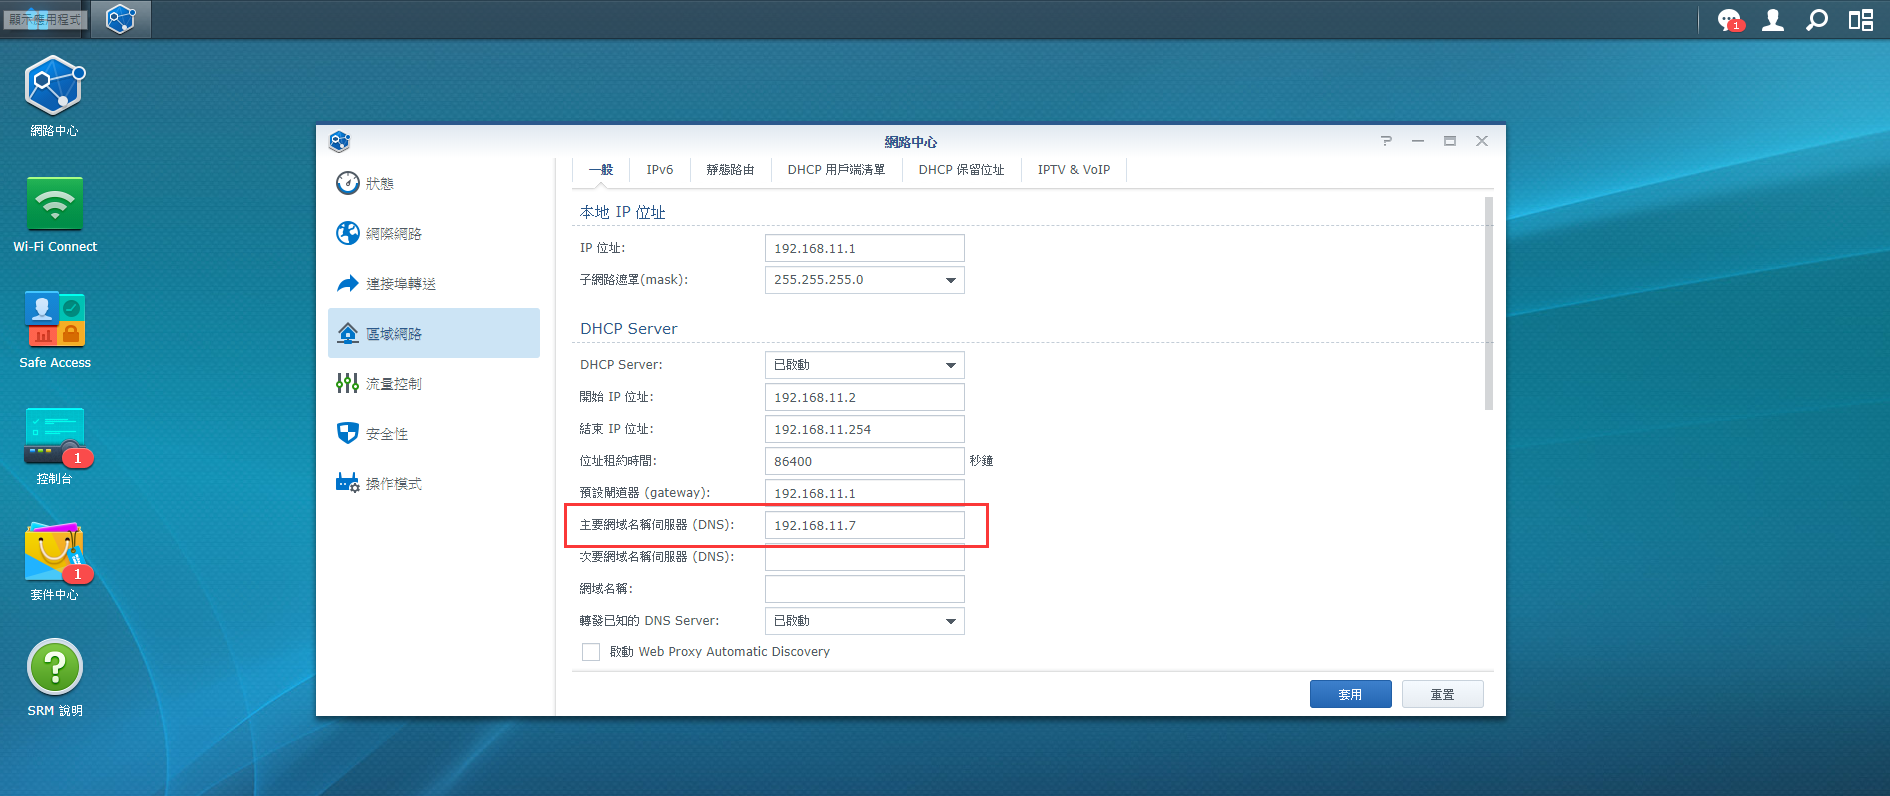 顯示應用程式
1
網路中心
Wi-Fi Connect
Safe Access
1
控制台
1
套件中心
SRM 說明
網路中心
狀態
網際網路
連接埠轉送
區域網路
流量控制
安全性
操作模式
一般 IPv6 靜態路由 DHCP 用戶端清單 DHCP 保留位址 IPTV & VoIP
本地 IP 位址
IP 位址: 192.168.11.1
子網路遮罩(mask): 255.255.255.0
DHCP Server
DHCP Server: 已啟動
開始 IP 位址: 192.168.11.2
結束 IP 位址: 192.168.11.254
位址租約時間: 86400 秒鐘
預設閘道器 (gateway): 192.168.11.1
主要網域名稱伺服器 (DNS): 192.168.11.7
次要網域名稱伺服器 (DNS):
網域名稱:
轉發已知的 DNS Server: 已啟動
啟動 Web Proxy Automatic Discovery
套用 重置